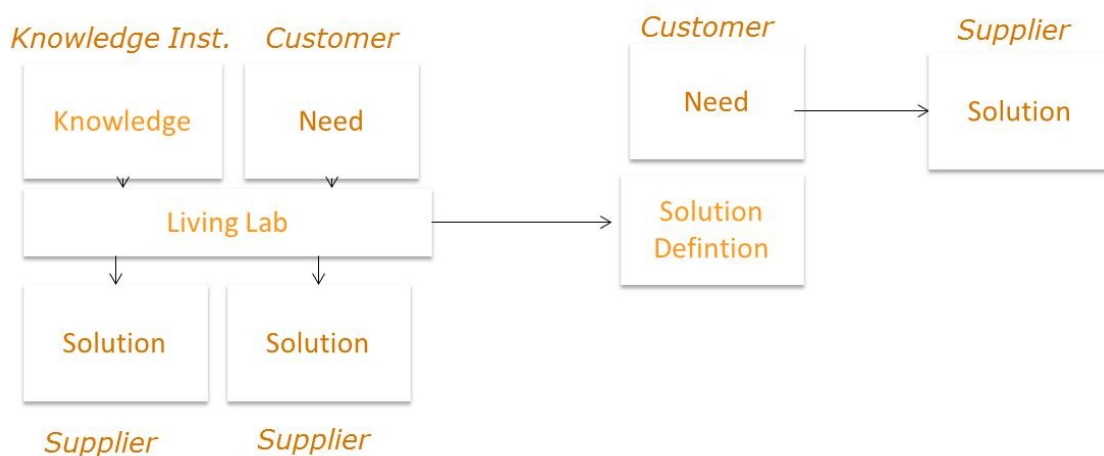 Knowledge Inst.
Customer
Knowledge
Need
Living Lab
Solution
Solution
Supplier
Supplier
Customer
Supplier
Need
Solution
Solution
Defintion